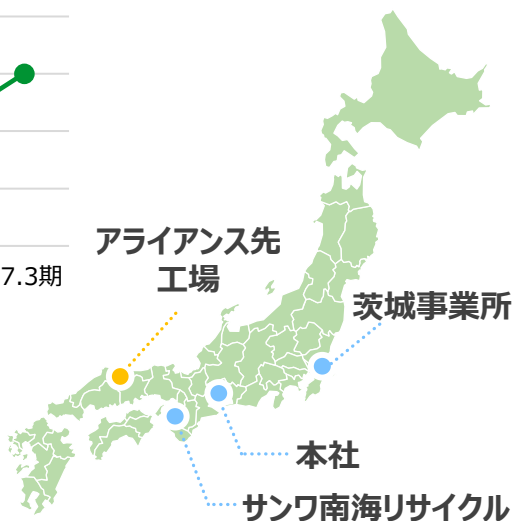 アライアンス先
工場
7.3期
茨城事業所
本社
サンワ南海リサイクル